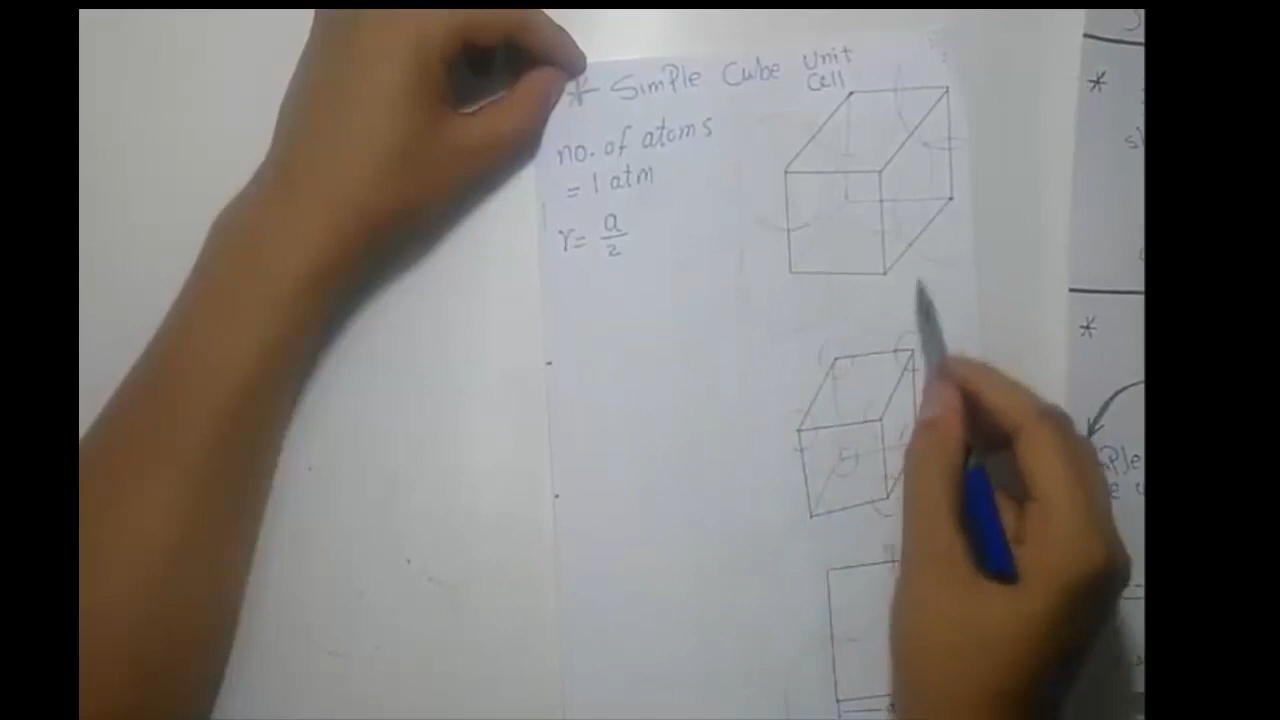 * Simple Cube Unit Cell
no. of atoms
= 1 atm
r = a/2
*
*